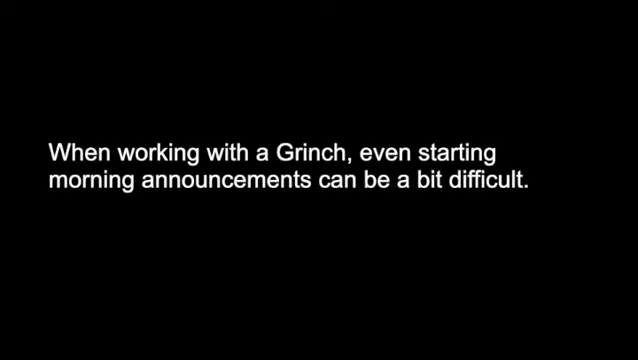 When working with a Grinch, even starting
morning announcements can be a bit difficult.